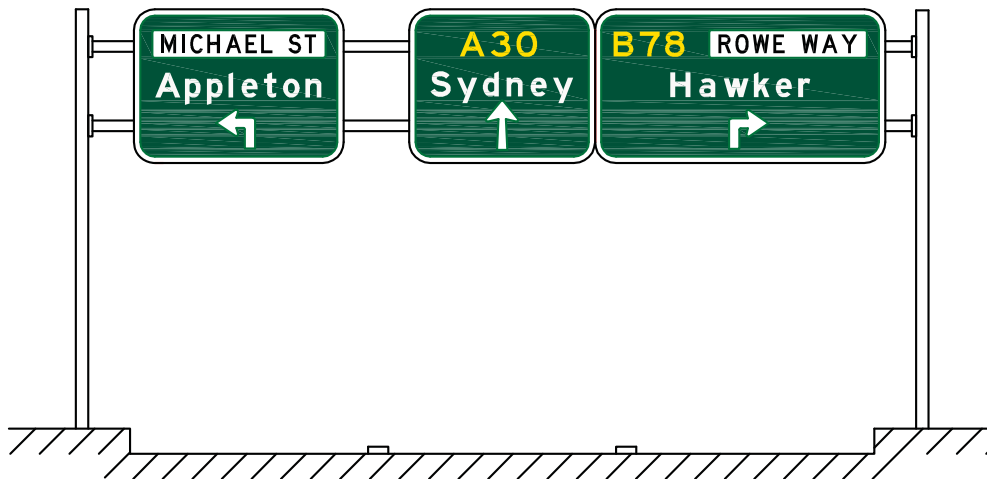 MICHAEL ST
Appleton
A30
Sydney
B78 ROWE WAY
Hawker